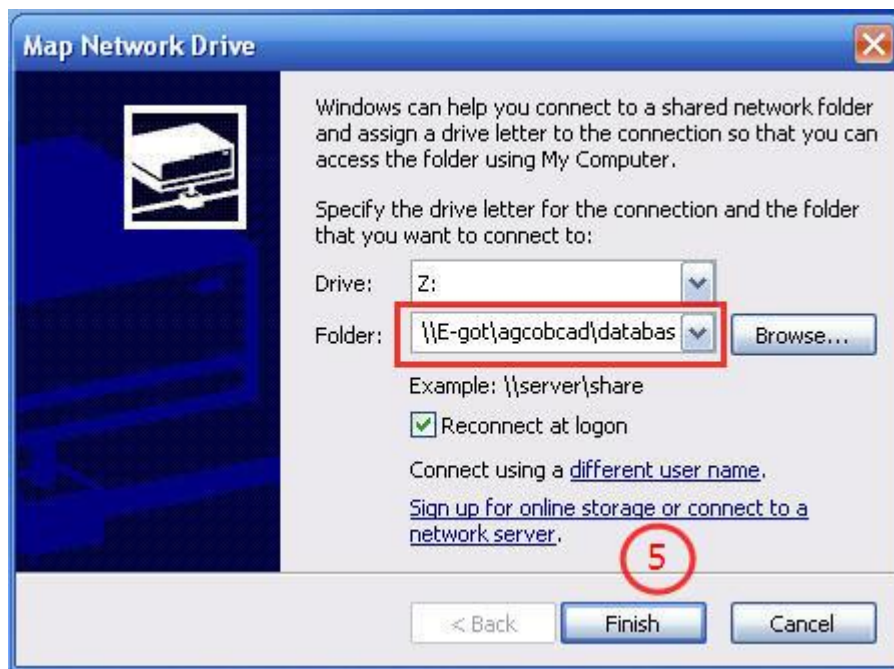 Map Network Drive
Windows can help you connect to a shared network folder
and assign a drive letter to the connection so that you can
access the folder using My Computer.
Specify the drive letter for the connection and the folder
that you want to connect to:
Drive: Z:
Folder: \\E-got\agcobcad\databas Browse...
Example: \\server\share
Reconnect at logon
Connect using a different user name.
Sign up for online storage or connect to a
network server.
5
< Back Finish Cancel